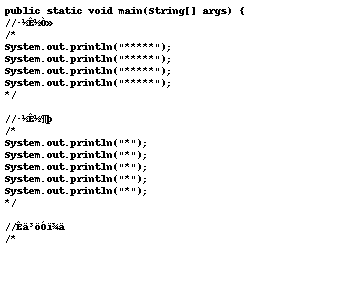 public static void main(String[] args) {
//·½Ê½Ò»
/*
System.out.println("*****");
System.out.println("*****");
System.out.println("*****");
System.out.println("*****");
*/
//·½Ê½¶þ
/*
System.out.println("*");
System.out.println("*");
System.out.println("*");
System.out.println("*");
System.out.println("*");
*/
//Êä³öÓï¾ä
/*